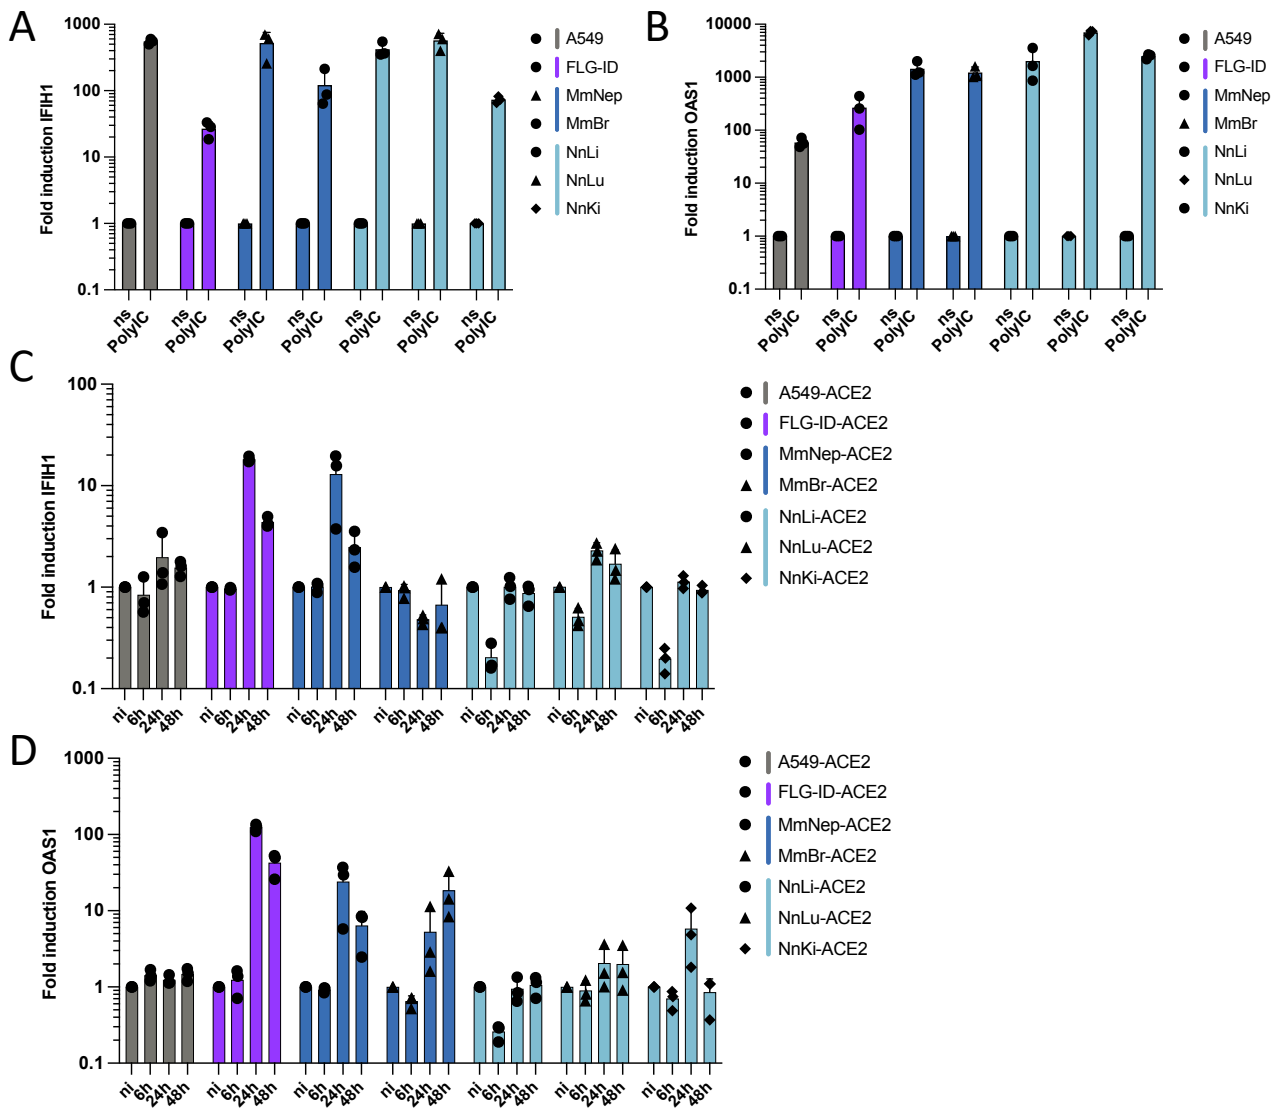 A
Fold induction IFIH1
1000
100
10
1
0.1
ns
PolyIC
ns
PolyIC
ns
PolyIC
ns
PolyIC
ns
PolyIC
ns
PolyIC
ns
PolyIC
A549
FLG-ID
MmNep
MmBr
NnLi
NnLu
NnKi
B
Fold induction OAS1
10000
1000
100
10
1
0.1
ns
PolyIC
ns
PolyIC
ns
PolyIC
ns
PolyIC
ns
PolyIC
ns
PolyIC
ns
PolyIC
A549
FLG-ID
MmNep
MmBr
NnLi
NnLu
NnKi
C
Fold induction IFIH1
100
10
1
0.1
ni
6h
24h
48h
ni
6h
24h
48h
ni
6h
24h
48h
ni
6h
24h
48h
ni
6h
24h
48h
ni
6h
24h
48h
ni
6h
24h
48h
A549-ACE2
FLG-ID-ACE2
MmNep-ACE2
MmBr-ACE2
NnLi-ACE2
NnLu-ACE2
NnKi-ACE2
D
Fold induction OAS1
1000
100
10
1
0.1
ni
6h
24h
48h
ni
6h
24h
48h
ni
6h
24h
48h
ni
6h
24h
48h
ni
6h
24h
48h
ni
6h
24h
48h
ni
6h
24h
48h
A549-ACE2
FLG-ID-ACE2
MmNep-ACE2
MmBr-ACE2
NnLi-ACE2
NnLu-ACE2
NnKi-ACE2